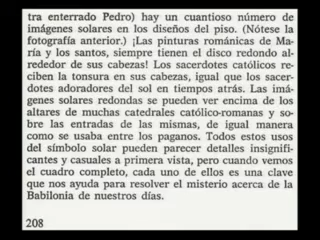 tra enterrado Pedro) hay un cuantioso número de
imágenes solares en los diseños del piso. (Nótese la
fotografía anterior.) ¡Las pinturas románicas de Ma-
ría y los santos, siempre tienen el disco redondo al-
rededor de sus cabezas! Los sacerdotes católicos re-
ciben la tonsura en sus cabezas, igual que los sacer-
dotes adoradores del sol en tiempos atrás. Las imá-
genes solares redondas se pueden ver encima de los
altares de muchas catedrales católico-romanas y so-
bre las entradas de las mismas, de igual manera
como se usaba entre los paganos. Todos estos usos
del símbolo solar pueden parecer detalles insignifi-
cantes y casuales a primera vista, pero cuando vemos
el cuadro completo, cada uno de ellos es una clave
que nos ayuda para resolver el misterio acerca de la
Babilonia de nuestros días.
208